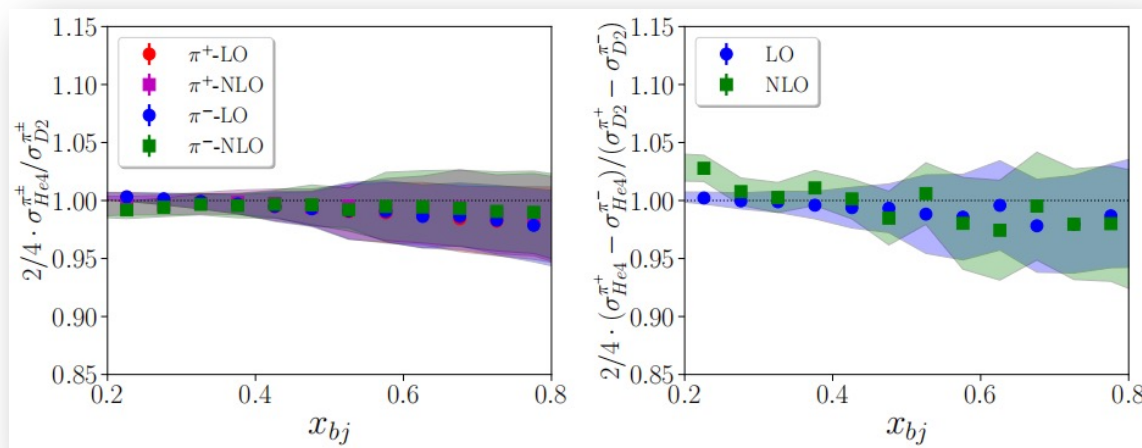 2/4 · σ^{π^±}_{He4}/σ^{π^±}_{D2}
1.15
1.10
1.05
1.00
0.95
0.90
0.85
π⁺-LO
π⁺-NLO
π⁻-LO
π⁻-NLO
0.2
0.4
0.6
0.8
x_{bj}
2/4 · (σ^{π^+}_{He4} − σ^{π^-}_{He4})/(σ^{π^+}_{D2} − σ^{π^-}_{D2})
1.15
1.10
1.05
1.00
0.95
0.90
0.85
LO
NLO
0.2
0.4
0.6
0.8
x_{bj}